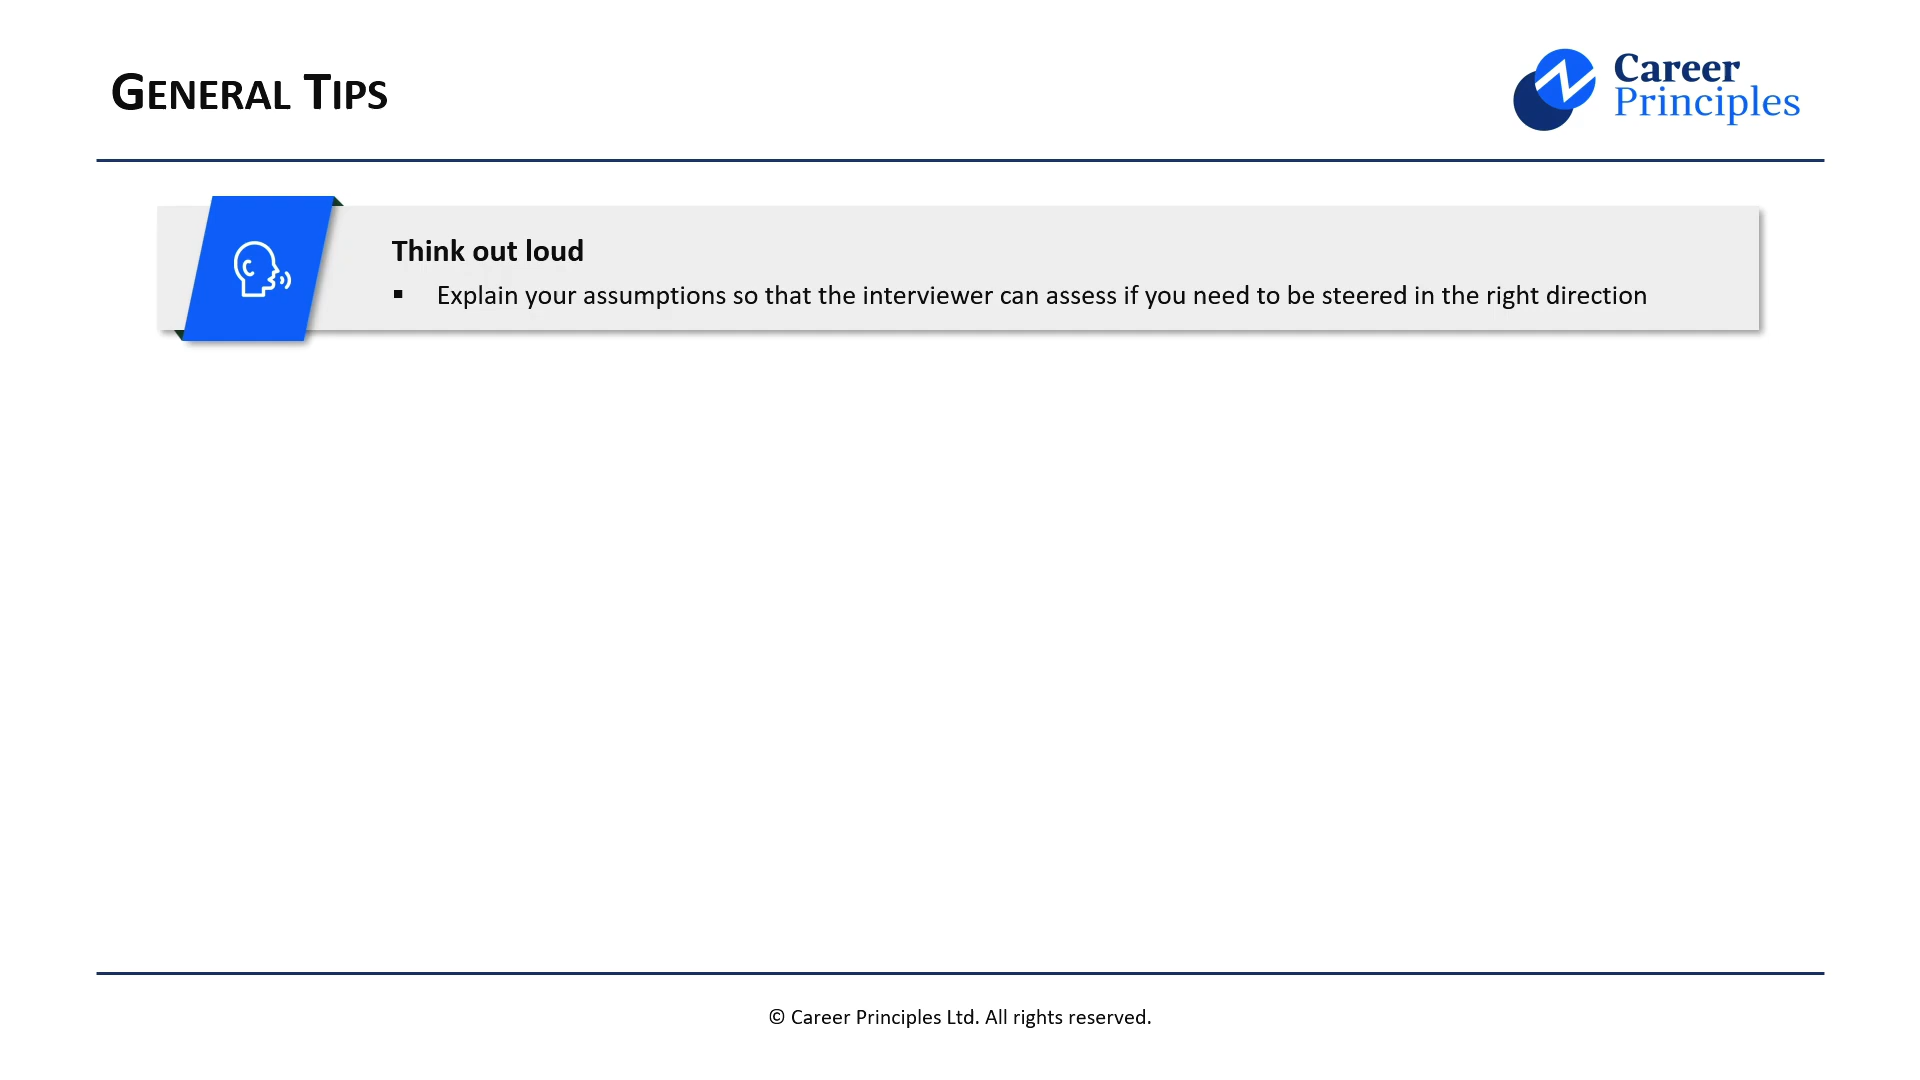 GENERAL TIPS
Career
Principles
Think out loud
▪ Explain your assumptions so that the interviewer can assess if you need to be steered in the right direction
© Career Principles Ltd. All rights reserved.